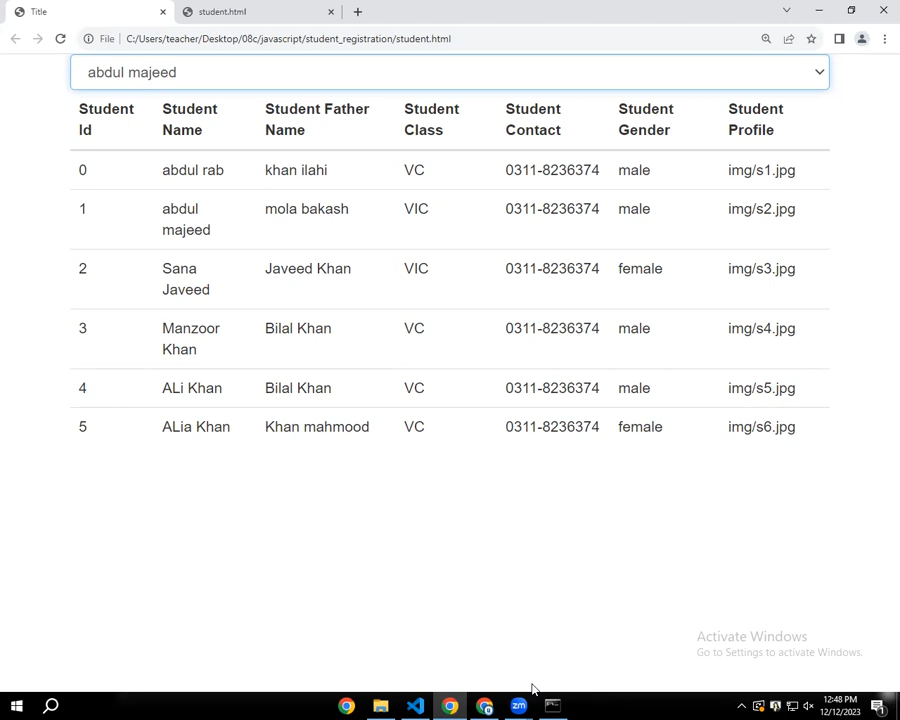 Title
student.html
File
C:/Users/teacher/Desktop/08c/javascript/student_registration/student.html
abdul majeed
Student Id Student Name Student Father Name Student Class Student Contact Student Gender Student Profile
0 abdul rab khan ilahi VC 0311-8236374 male img/s1.jpg
1 abdul majeed mola bakash VIC 0311-8236374 male img/s2.jpg
2 Sana Javeed Javeed Khan VIC 0311-8236374 female img/s3.jpg
3 Manzoor Khan Bilal Khan VC 0311-8236374 male img/s4.jpg
4 ALi Khan Bilal Khan VC 0311-8236374 male img/s5.jpg
5 ALia Khan Khan mahmood VC 0311-8236374 female img/s6.jpg
Activate Windows
Go to Settings to activate Windows.
zm
12:48 PM
12/12/2023
1